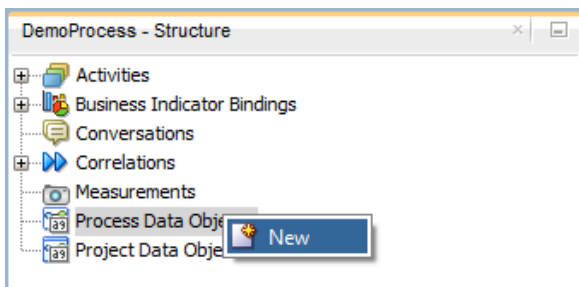 DemoProcess - Structure
Activities
Business Indicator Bindings
Conversations
Correlations
Measurements
Process Data Obje
New
Project Data Obje